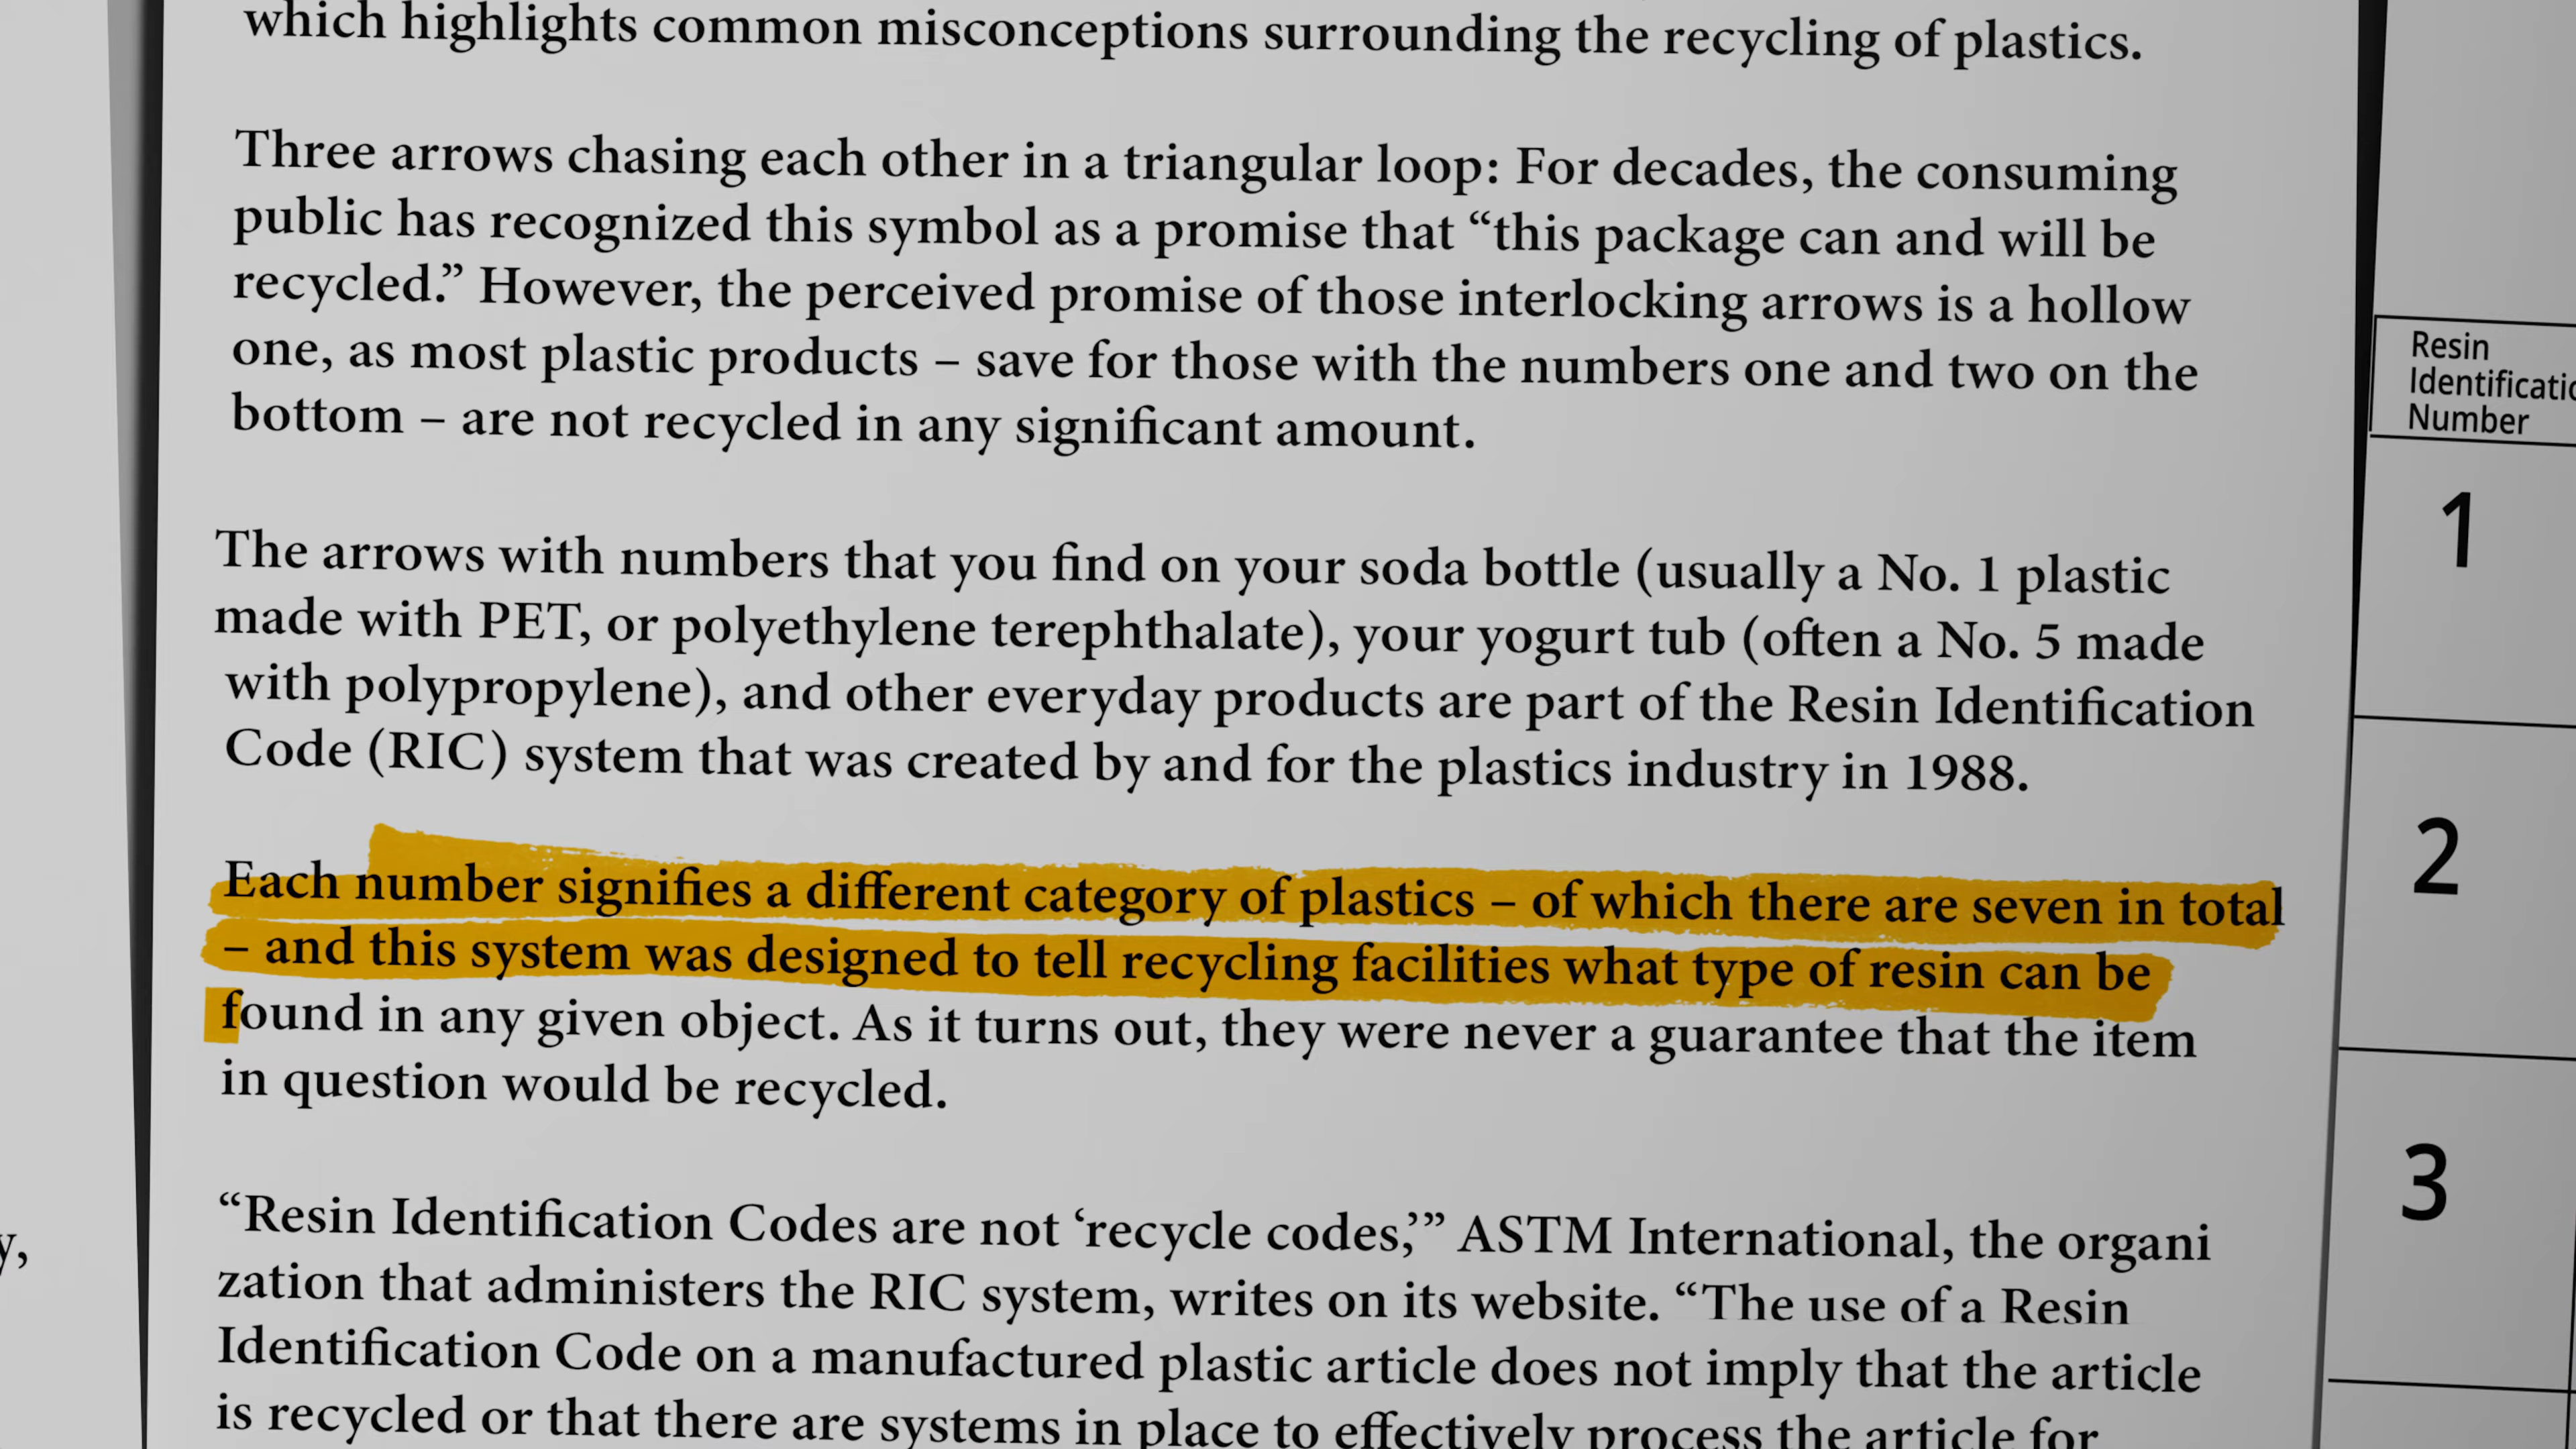 which highlights common misconceptions surrounding the recycling of plastics.
Three arrows chasing each other in a triangular loop: For decades, the consuming
public has recognized this symbol as a promise that “this package can and will be
recycled.” However, the perceived promise of those interlocking arrows is a hollow
one, as most plastic products – save for those with the numbers one and two on the
bottom – are not recycled in any significant amount.
The arrows with numbers that you find on your soda bottle (usually a No. 1 plastic
made with PET, or polyethylene terephthalate), your yogurt tub (often a No. 5 made
with polypropylene), and other everyday products are part of the Resin Identification
Code (RIC) system that was created by and for the plastics industry in 1988.
Each number signifies a different category of plastics – of which there are seven in total
– and this system was designed to tell recycling facilities what type of resin can be
found in any given object. As it turns out, they were never a guarantee that the item
in question would be recycled.
“Resin Identification Codes are not ‘recycle codes,’” ASTM International, the organi
zation that administers the RIC system, writes on its website. “The use of a Resin
Identification Code on a manufactured plastic article does not imply that the article
is recycled or that there are systems in place to effectively process the article for
y,
Resin
Identificatio
Number
1
2
3